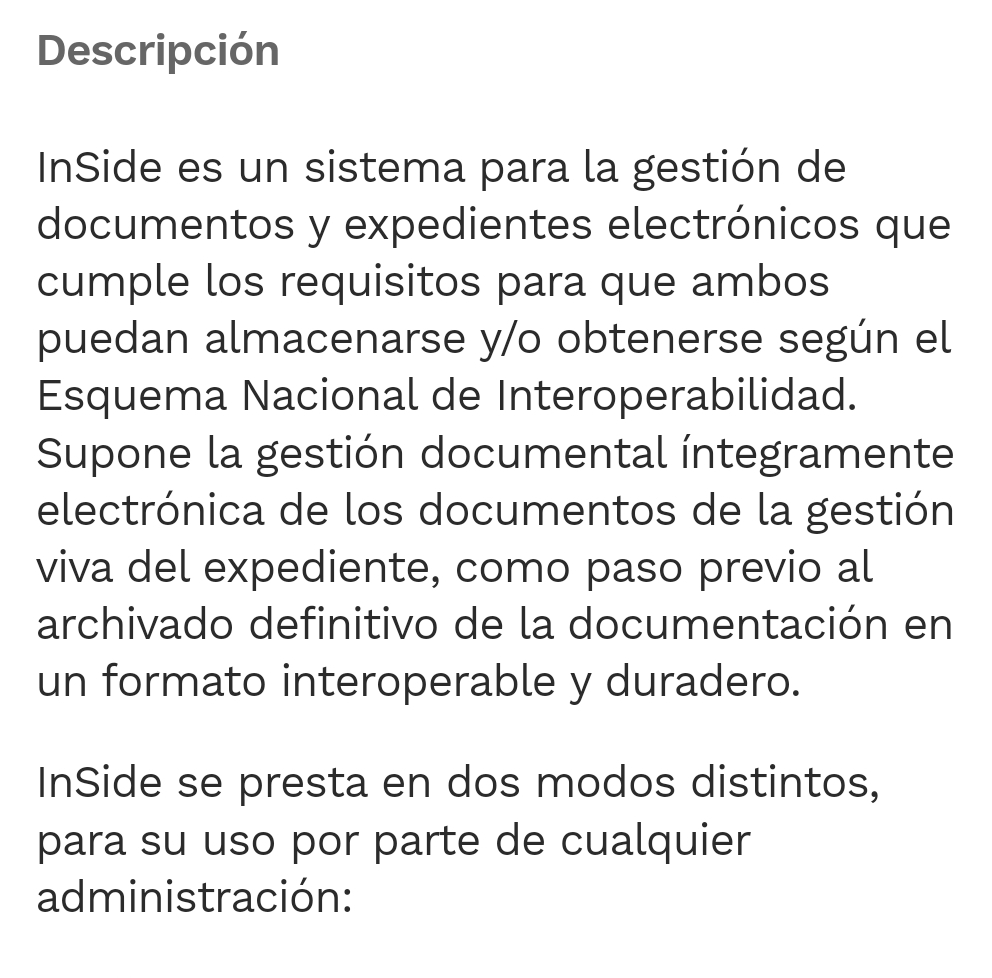 Descripción
InSide es un sistema para la gestión de
documentos y expedientes electrónicos que
cumple los requisitos para que ambos
puedan almacenarse y/o obtenerse según el
Esquema Nacional de Interoperabilidad.
Supone la gestión documental íntegramente
electrónica de los documentos de la gestión
viva del expediente, como paso previo al
archivado definitivo de la documentación en
un formato interoperable y duradero.
InSide se presta en dos modos distintos,
para su uso por parte de cualquier
administración: